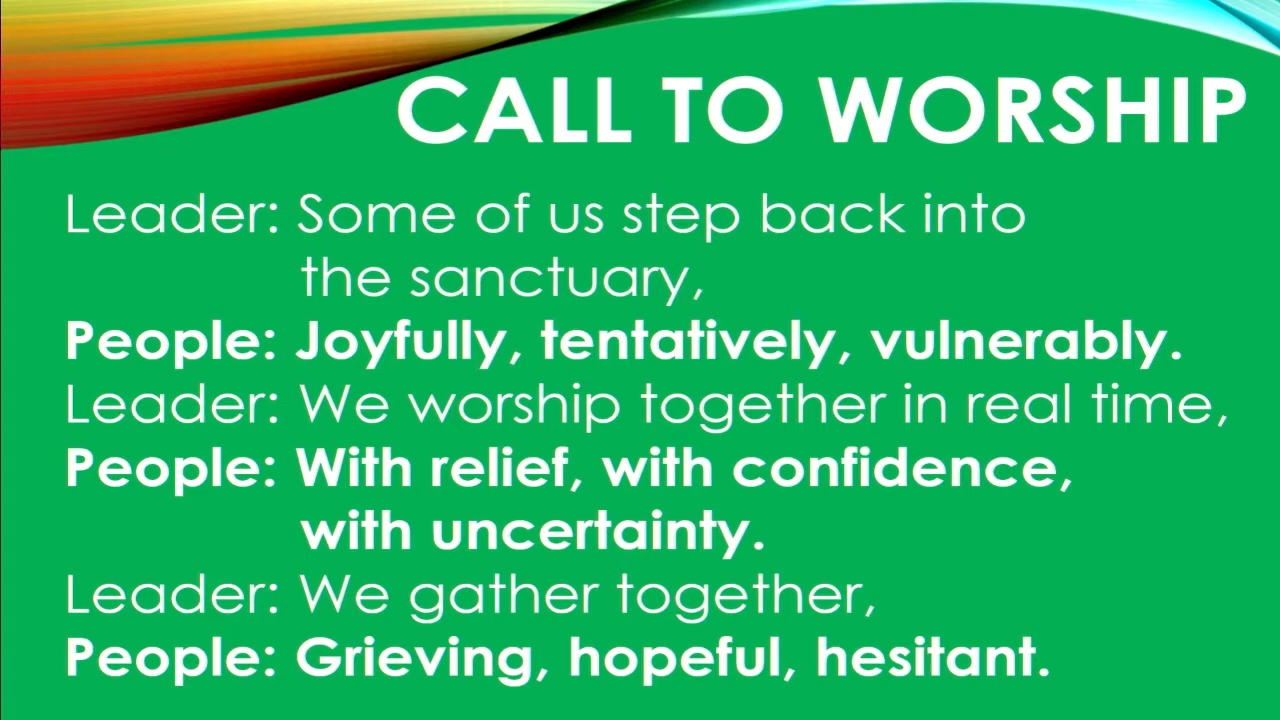 CALL TO WORSHIP
Leader: Some of us step back into
the sanctuary,
People: Joyfully, tentatively, vulnerably.
Leader: We worship together in real time,
People: With relief, with confidence,
with uncertainty.
Leader: We gather together,
People: Grieving, hopeful, hesitant.